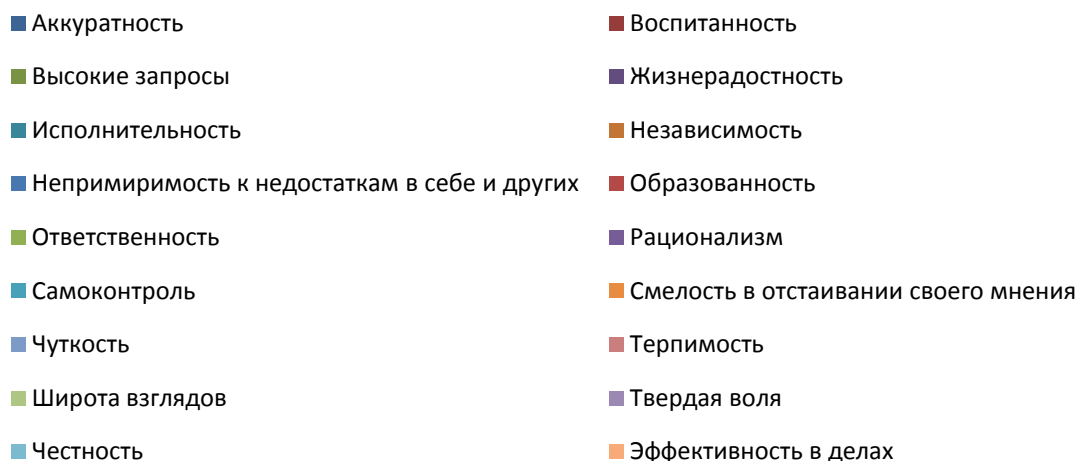 Аккуратность
Воспитанность
Высокие запросы
Жизнерадостность
Исполнительность
Независимость
Непримиримость к недостаткам в себе и других
Образованность
Ответственность
Рационализм
Самоконтроль
Смелость в отстаивании своего мнения
Чуткость
Терпимость
Широта взглядов
Твердая воля
Честность
Эффективность в делах